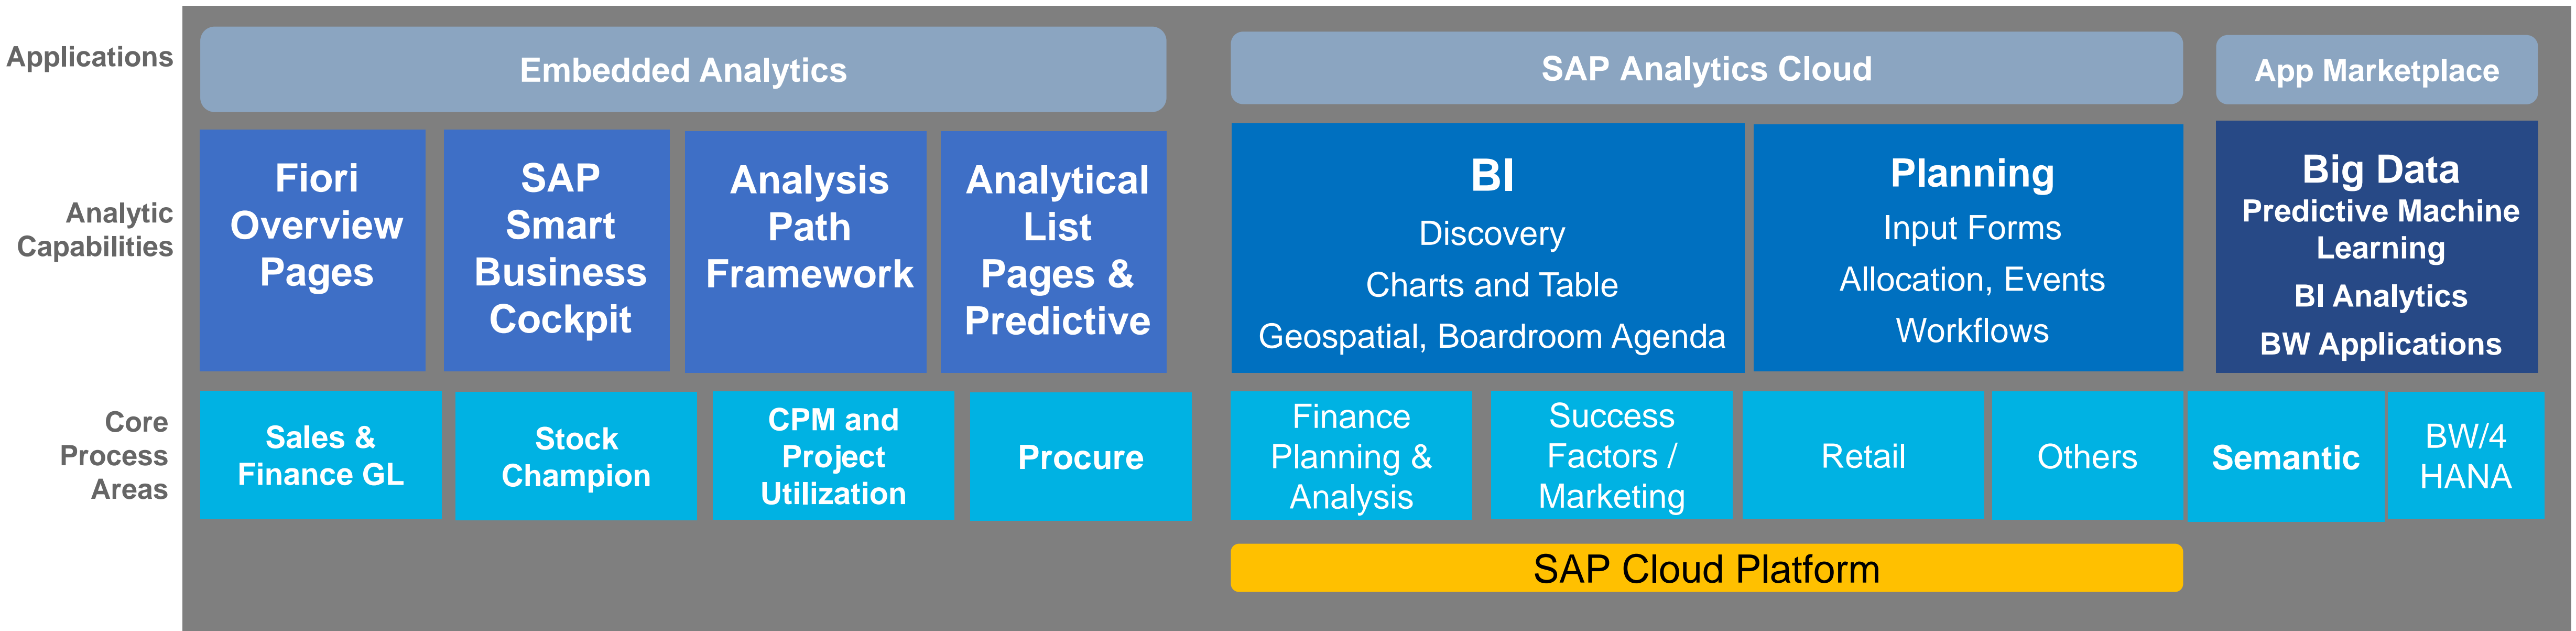 Applications
Embedded Analytics
SAP Analytics Cloud
App Marketplace
Analytic
Capabilities
Fiori
Overview
Pages
SAP
Smart
Business
Cockpit
Analysis
Path
Framework
Analytical
List
Pages &
Predictive
BI
Discovery
Charts and Table
Geospatial, Boardroom Agenda
Planning
Input Forms
Allocation, Events
Workflows
Big Data
Predictive Machine
Learning
BI Analytics
BW Applications
Core
Process
Areas
Sales &
Finance GL
Stock
Champion
CPM and
Project
Utilization
Procure
Finance
Planning &
Analysis
Success
Factors /
Marketing
Retail
Others
Semantic
BW/4
HANA
SAP Cloud Platform